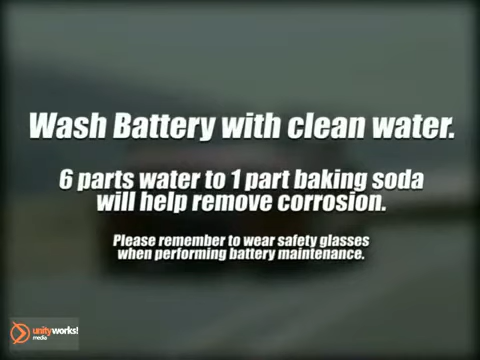 Wash Battery with clean water.
6 parts water to 1 part baking soda
will help remove corrosion.
Please remember to wear safety glasses
when performing battery maintenance.
unityworks!
media